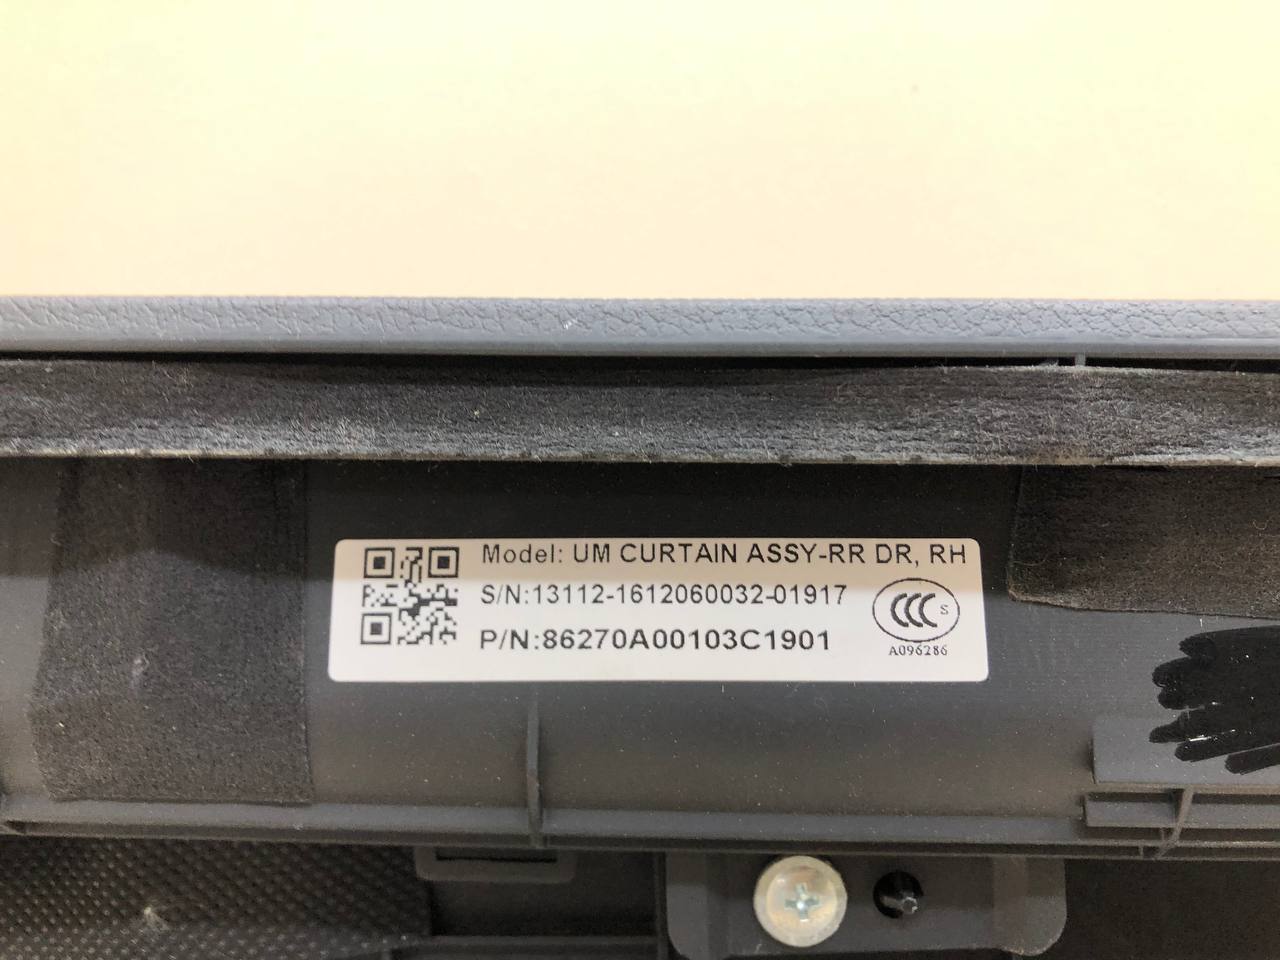 Model: UM CURTAIN ASSY-RR DR, RH
S/N:13112-1612060032-01917
P/N:86270A00103C1901
CCC S
A096286